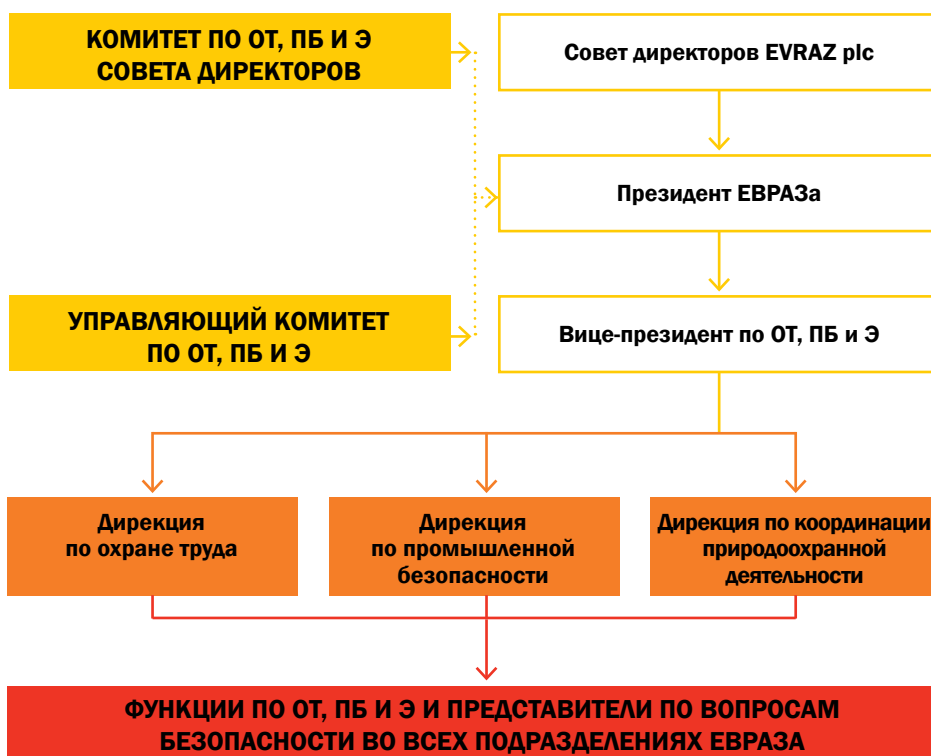 КОМИТЕТ ПО ОТ, ПБ И Э
СОВЕТА ДИРЕКТОРОВ
Совет директоров EVRAZ plc
Президент ЕВРАЗа
УПРАВЛЯЮЩИЙ КОМИТЕТ
ПО ОТ, ПБ И Э
Вице-президент по ОТ, ПБ и Э
Дирекция
по охране труда
Дирекция
по промышленной
безопасности
Дирекция по координации
природоохранной
деятельности
ФУНКЦИИ ПО ОТ, ПБ И Э И ПРЕДСТАВИТЕЛИ ПО ВОПРОСАМ
БЕЗОПАСНОСТИ ВО ВСЕХ ПОДРАЗДЕЛЕНИЯХ ЕВРАЗА